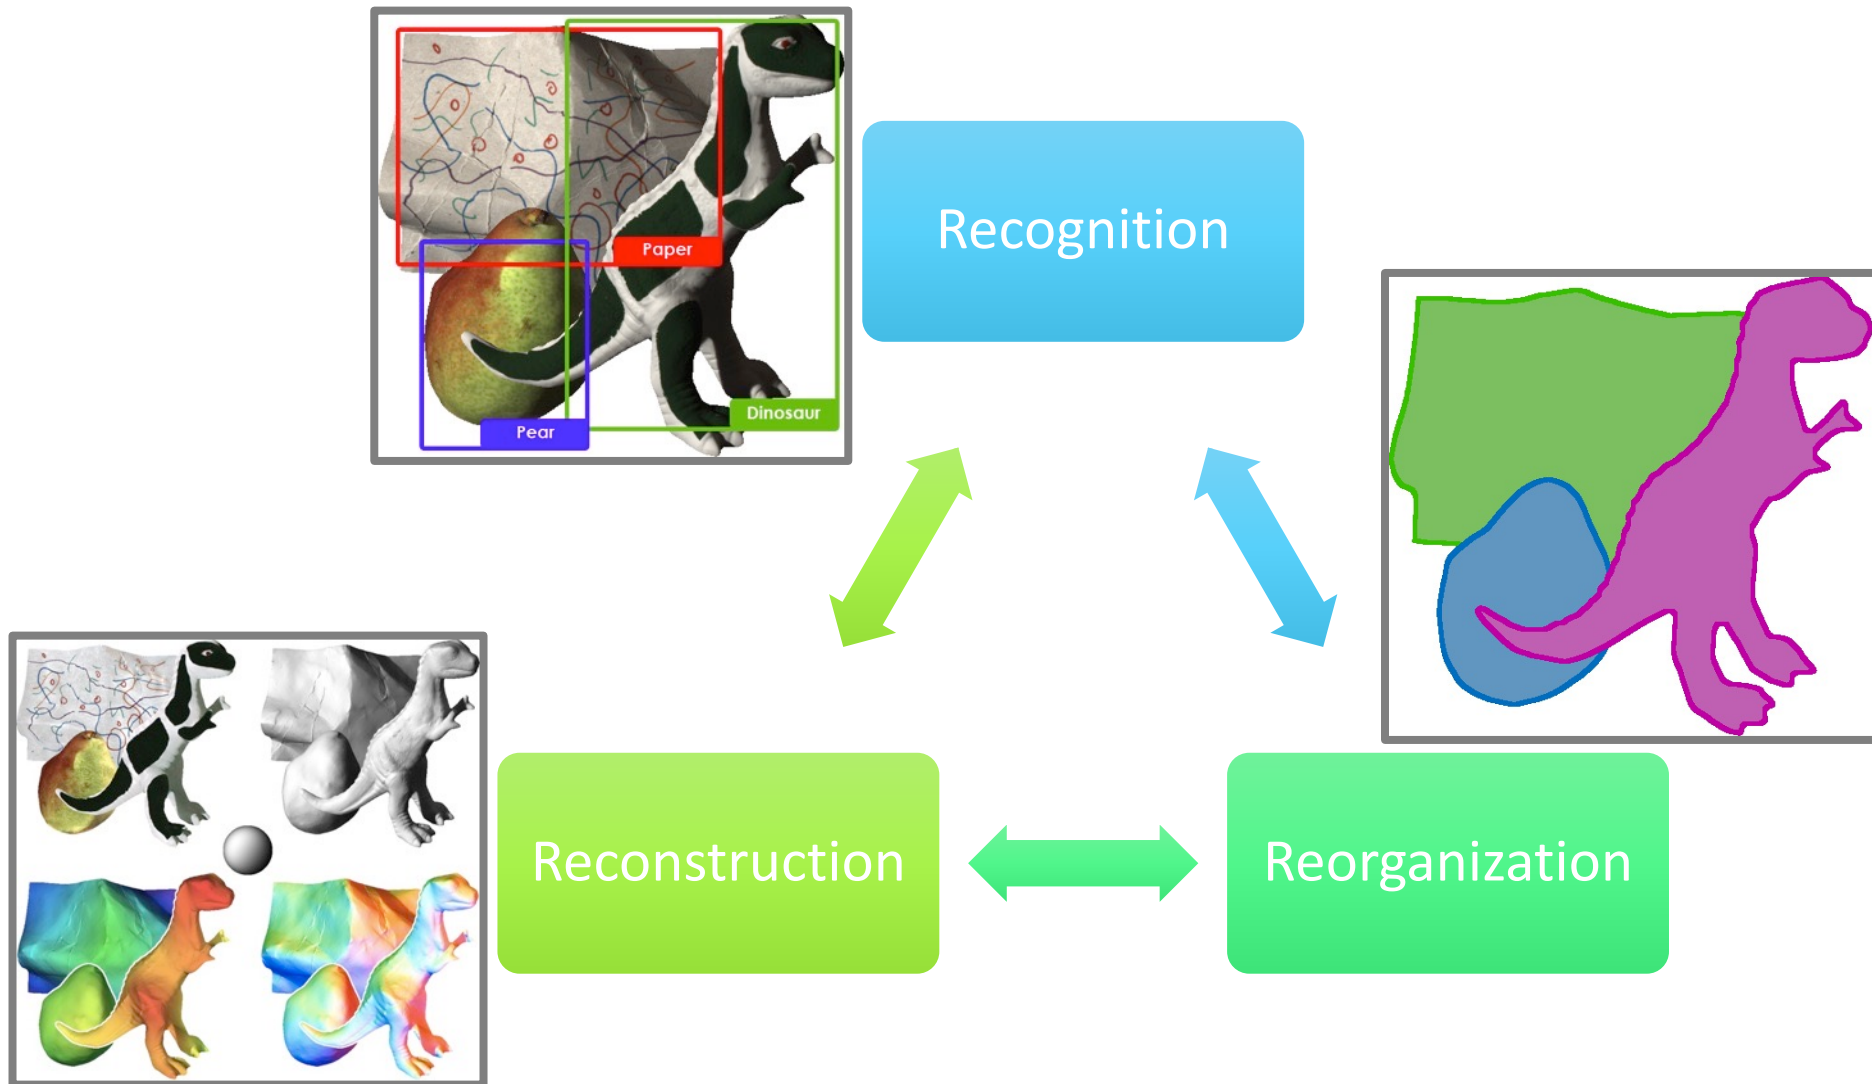 Paper
Dinosaur
Pear
Recognition
Reconstruction
Reorganization